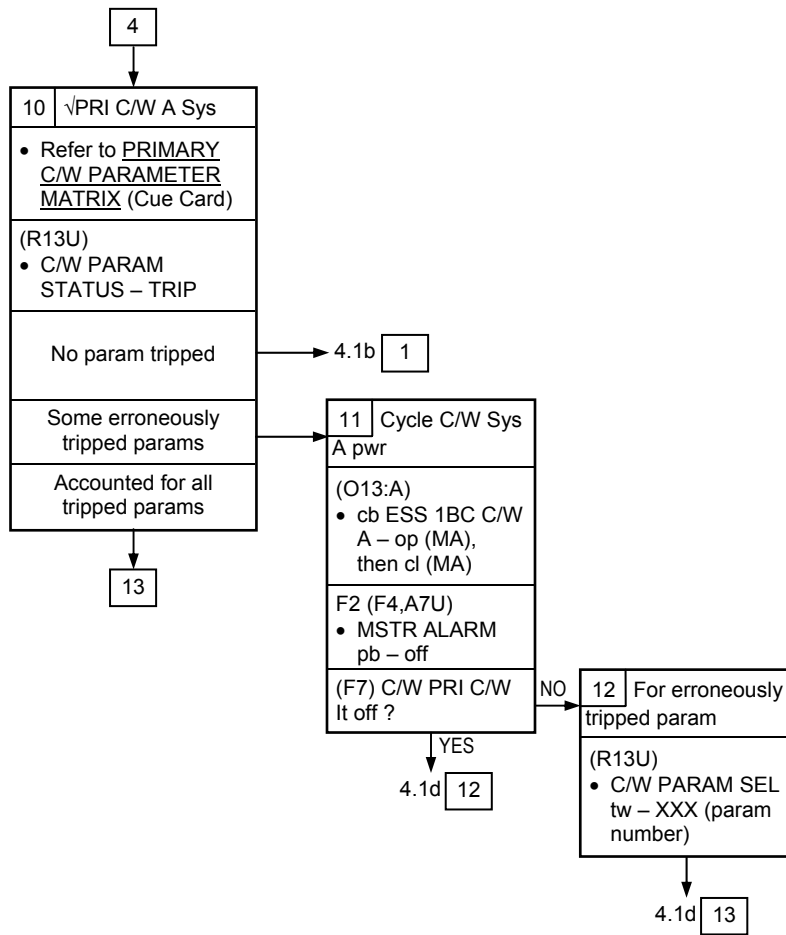 4
10 √PRI C/W A Sys
• Refer to PRIMARY
C/W PARAMETER
MATRIX (Cue Card)
(R13U)
• C/W PARAM
STATUS – TRIP
No param tripped
4.1b 1
Some erroneously
tripped params
Accounted for all
tripped params
13
11 Cycle C/W Sys
A pwr
(O13:A)
• cb ESS 1BC C/W
A – op (MA),
then cl (MA)
F2 (F4,A7U)
• MSTR ALARM
pb – off
(F7) C/W PRI C/W
lt off ?
NO
YES
4.1d 12
12 For erroneously
tripped param
(R13U)
• C/W PARAM SEL
tw – XXX (param
number)
4.1d 13